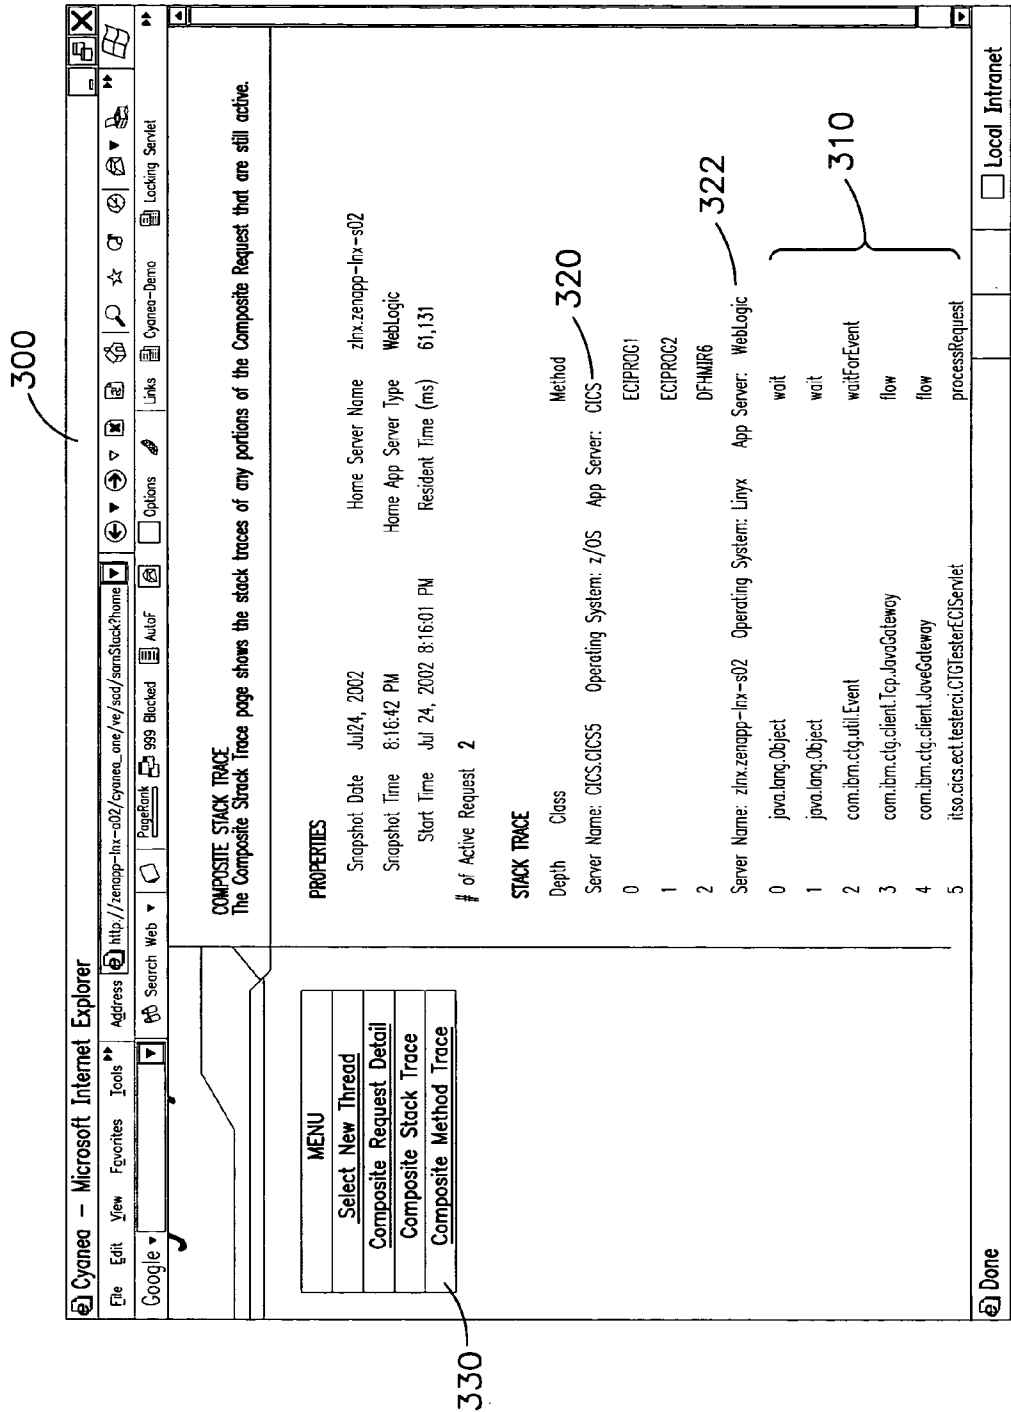 300
Cyanea - Microsoft Internet Explorer
File Edit View Favorites Tools Address http://zenapp-lnx-a02/cyanea_one/ve/sad/samStack?home
Google Search Web PageRank 999 Blocked AutoF Options Links Cyanea-Demo Locking Servlet
COMPOSITE STACK TRACE
The Composite Strack Trace page shows the stack traces of any portions of the Composite Request that are still active.
MENU
Select New Thread
Composite Request Detail
Composite Stack Trace
Composite Method Trace
330
PROPERTIES
Snapshot Date Jul24, 2002 Home Server Name zlnx.zenapp-lnx-s02
Snapshot Time 8:16:42 PM Home App Server Type WebLogic
Start Time Jul 24, 2002 8:16:01 PM Resident Time (ms) 61,131
# of Active Request 2
STACK TRACE
Depth Class Method
Server Name: CICS.CICS5 Operating System: z/OS App Server: CICS 320
0 ECIPROG1
1 ECIPROG2
2 DFHMIR6
Server Name: zlnx.zenapp-lnx-s02 Operating System: Linyx App Server: WebLogic 322
0 java.lang.Object wait
1 java.lang.Object wait
2 com.ibm.ctg.util.Event waitForEvent
3 com.ibm.ctg.client.Tcp.JavaGateway flow
4 com.ibm.ctg.client.JaveGateway flow
5 itso.cics.ect.testerci.CTGTesterECIServlet processRequest
310
Done Local Intranet